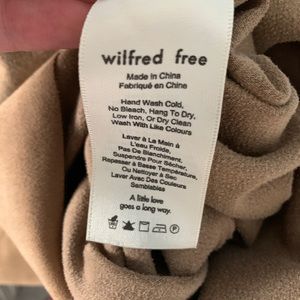 wilfred free
Made in China
Fabriqué en Chine
Hand Wash Cold,
No Bleach, Hang To Dry,
Low Iron, Or Dry Clean
Wash With Like Colours
Laver À La Main À
L'eau Froide,
Pas De Blanchiment,
Suspendre Pour Sécher,
Repasser à Basse Température,
Ou Nettoyer à Sec
Laver Avec Des Couleurs
Semblables
A little love
goes a long way.